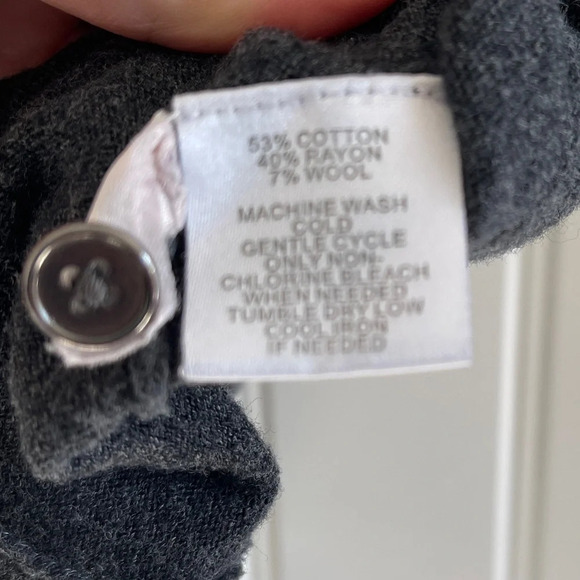 53% COTTON
40% RAYON
7% WOOL
MACHINE WASH
COLD
GENTLE CYCLE
ONLY NON-
CHLORINE BLEACH
WHEN NEEDED
TUMBLE DRY LOW
COOL IRON
IF NEEDED